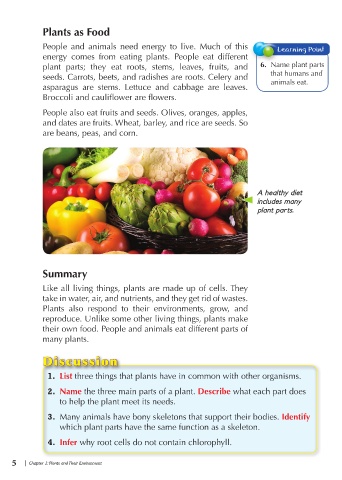 Plants as Food
People and animals need energy to live. Much of this
energy comes from eating plants. People eat different
plant parts; they eat roots, stems, leaves, fruits, and
seeds. Carrots, beets, and radishes are roots. Celery and
asparagus are stems. Lettuce and cabbage are leaves.
Broccoli and cauliflower are flowers.
Learning Point
6. Name plant parts
that humans and
animals eat.
People also eat fruits and seeds. Olives, oranges, apples,
and dates are fruits. Wheat, barley, and rice are seeds. So
are beans, peas, and corn.
A healthy diet
includes many
plant parts.
Summary
Like all living things, plants are made up of cells. They
take in water, air, and nutrients, and they get rid of wastes.
Plants also respond to their environments, grow, and
reproduce. Unlike some other living things, plants make
their own food. People and animals eat different parts of
many plants.
Discussion
1. List three things that plants have in common with other organisms.
2. Name the three main parts of a plant. Describe what each part does
to help the plant meet its needs.
3. Many animals have bony skeletons that support their bodies. Identify
which plant parts have the same function as a skeleton.
4. Infer why root cells do not contain chlorophyll.
5 | Chapter 2: Plants and Their Environment